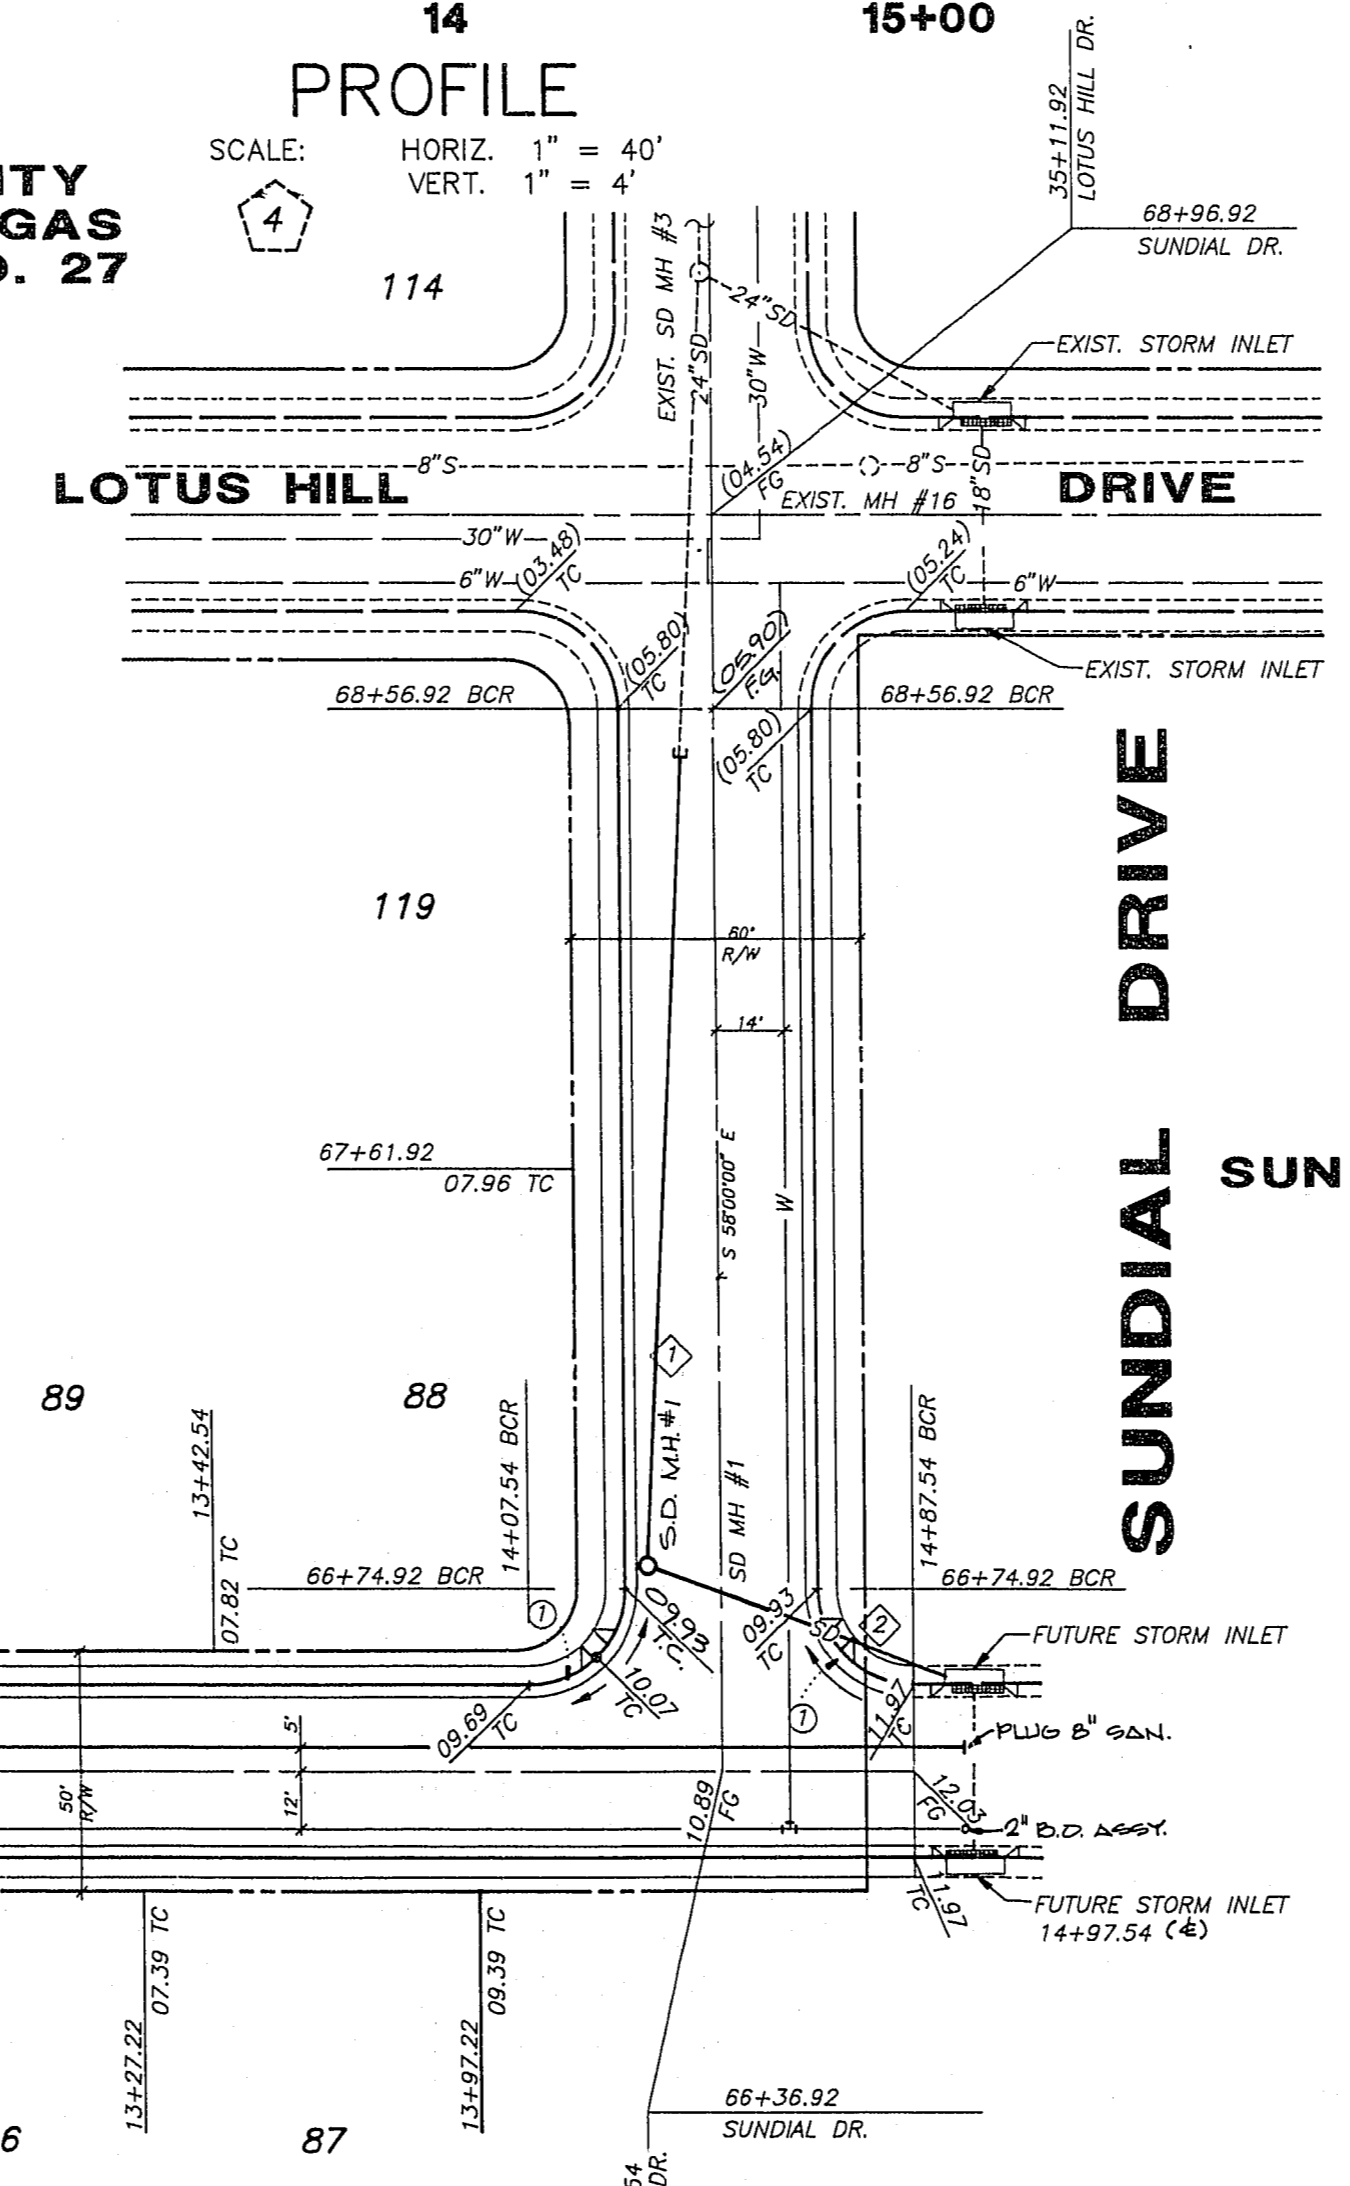 14
15+00
PROFILE
SCALE: HORIZ. 1" = 40'
VERT. 1" = 4'
4
GAS
27
114
EXIST. SD MH #3
24"SD
24"SD
30"W
35+11.92
LOTUS HILL DR.
68+96.92
SUNDIAL DR.
EXIST. STORM INLET
8"S
8"S
18"SD
LOTUS HILL DRIVE
(04.54)
FG
EXIST. MH #16
30"W
6"W
(03.48)
TC
(05.24)
TC
6"W
(05.80)
TC
(05.90)
F.G.
EXIST. STORM INLET
68+56.92 BCR
68+56.92 BCR
(05.80)
TC
SUNDIAL DRIVE
119
60'
R/W
14'
S 58°00'00" E
W
67+61.92
07.96 TC
SUN
1
89
88
13+42.54
07.82 TC
14+07.54 BCR
S.D. M.H. #1
SD MH #1
14+87.54 BCR
66+74.92 BCR
66+74.92 BCR
1
09.93
T.C.
09.93
TC
SD
2
FUTURE STORM INLET
10.07
TC
1
11.97
TC
09.69
TC
5'
12'
50'
R/W
PLUG 8" SAN.
10.89
FG
12.03
FG
2" B.O. ASSY.
1.97
TC
FUTURE STORM INLET
14+97.54 (℄)
13+27.22
07.39 TC
13+97.22
09.39 TC
66+36.92
SUNDIAL DR.
6
87
54
DR.